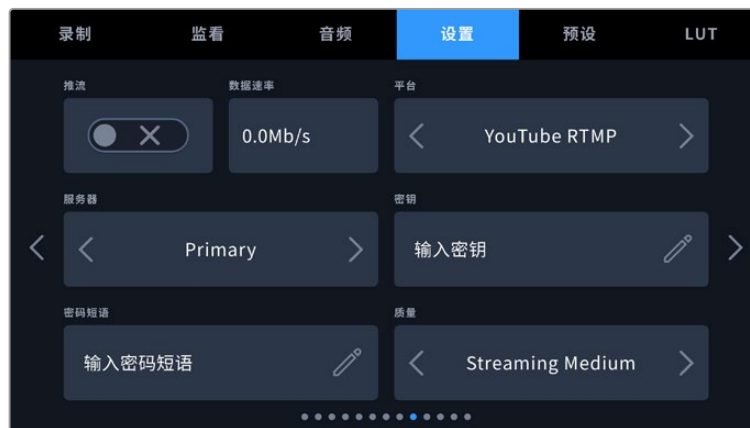 录制 监看 音频 设置 预设 LUT
推流 数据速率 平台
0.0Mb/s YouTube RTMP
服务器 密钥
Primary 输入密钥
密码短语 质量
输入密码短语 Streaming Medium